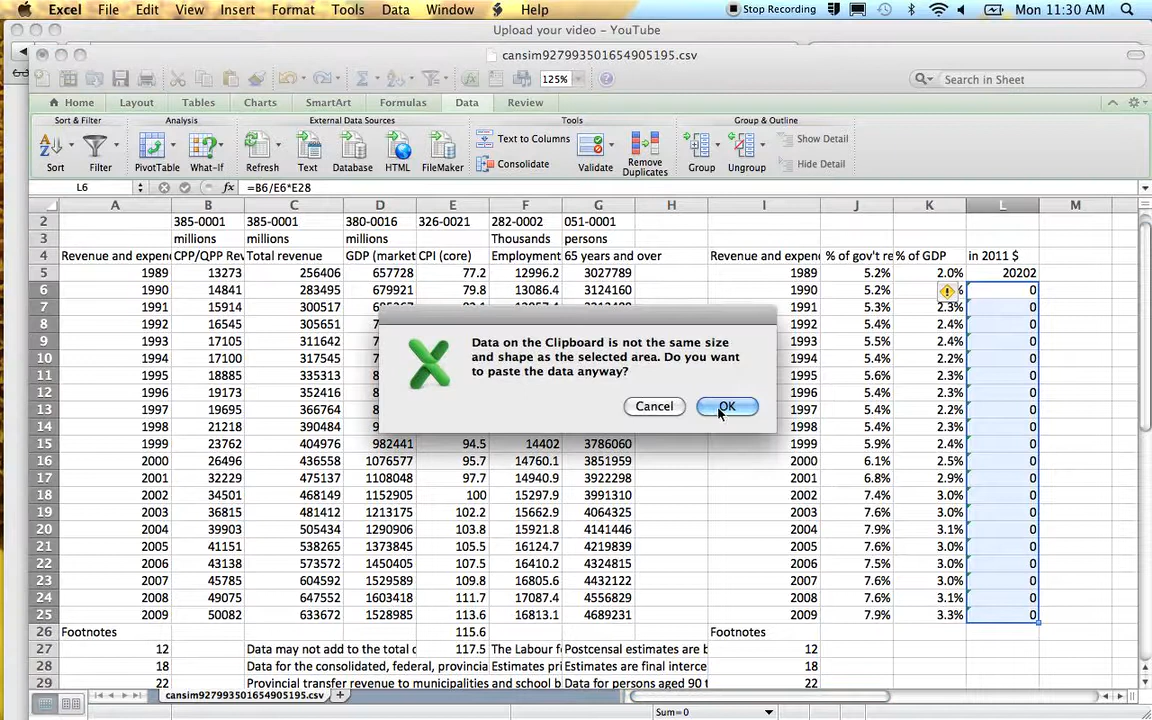 Excel File Edit View Insert Format Tools Data Window Help Stop Recording Mon 11:30 AM
Upload your video – YouTube
cansim927993501654905195.csv
125% Search in Sheet
Home Layout Tables Charts SmartArt Formulas Data Review
Sort & Filter Analysis External Data Sources Tools Group & Outline
Sort Filter PivotTable What-If Refresh Text Database HTML FileMaker Text to Columns Consolidate Validate Remove Duplicates Group Ungroup Show Detail Hide Detail
L6 fx =B6/E6*E28
A B C D E F G H I J K L M
2 385-0001 385-0001 380-0016 326-0021 282-0002 051-0001
3 millions millions millions Thousands persons
4 Revenue and expen CPP/QPP Rev Total revenue GDP (market CPI (core) Employment 65 years and over Revenue and expen % of gov't re % of GDP in 2011 $
5 1989 13273 256406 657728 77.2 12996.2 3027789 1989 5.2% 2.0% 20202
6 1990 14841 283495 679921 79.8 13086.4 3124160 1990 5.2% % 0
7 1991 15914 300517 1991 5.3% 2.3% 0
8 1992 16545 305651 7 1992 5.4% 2.4% 0
9 1993 17105 311642 7 1993 5.5% 2.4% 0
10 1994 17100 317545 7 1994 5.4% 2.2% 0
11 1995 18885 335313 8 1995 5.6% 2.3% 0
12 1996 19173 352416 8 1996 5.4% 2.3% 0
13 1997 19695 366764 8 1997 5.4% 2.2% 0
14 1998 21218 390484 9 1998 5.4% 2.3% 0
15 1999 23762 404976 982441 94.5 14402 3786060 1999 5.9% 2.4% 0
16 2000 26496 436558 1076577 95.7 14760.1 3851959 2000 6.1% 2.5% 0
17 2001 32229 475137 1108048 97.7 14940.9 3922298 2001 6.8% 2.9% 0
18 2002 34501 468149 1152905 100 15297.9 3991310 2002 7.4% 3.0% 0
19 2003 36815 481412 1213175 102.2 15662.9 4064325 2003 7.6% 3.0% 0
20 2004 39903 505434 1290906 103.8 15921.8 4141446 2004 7.9% 3.1% 0
21 2005 41151 538265 1373845 105.5 16124.7 4219839 2005 7.6% 3.0% 0
22 2006 43138 573572 1450405 107.5 16410.2 4324815 2006 7.5% 3.0% 0
23 2007 45785 604592 1529589 109.8 16805.6 4432122 2007 7.6% 3.0% 0
24 2008 49075 647552 1603418 111.7 17087.4 4556829 2008 7.6% 3.1% 0
25 2009 50082 633672 1528985 113.6 16813.1 4689231 2009 7.9% 3.3% 0
26 Footnotes 115.6 Footnotes
27 12 Data may not add to the total c 117.5 The Labour f Postcensal estimates are b 12
28 18 Data for the consolidated, federal, provincia Estimates pri Estimates are final interce 18
29 22 Provincial transfer revenue to municipalities and school b Data for persons aged 90 t 22
Data on the Clipboard is not the same size
and shape as the selected area. Do you want
to paste the data anyway?
Cancel OK
cansim927993501654905195.csv
Sum=0